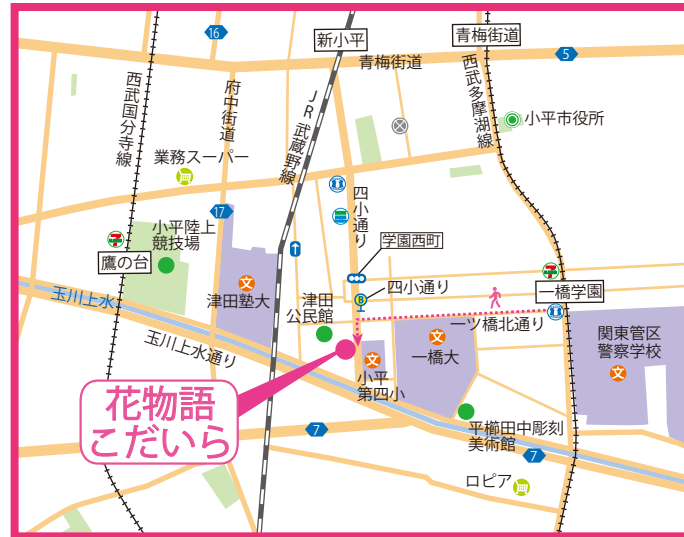 16
新小平
青梅街道
青梅街道
5
西武国分寺線
府中街道
JR武蔵野線
西武多摩湖線
小平市役所
業務スーパー
四小通り
17
小平陸上
競技場
学園西町
鷹の台
文
津田塾大
B
四小通り
一橋学園
玉川上水
津田
公民館
一ツ橋北通り
玉川上水通り
文
一橋大
関東管区
警察学校
文
文
小平
第四小
花物語
こだいら
7
平櫛田中彫刻
美術館
7
ロピア